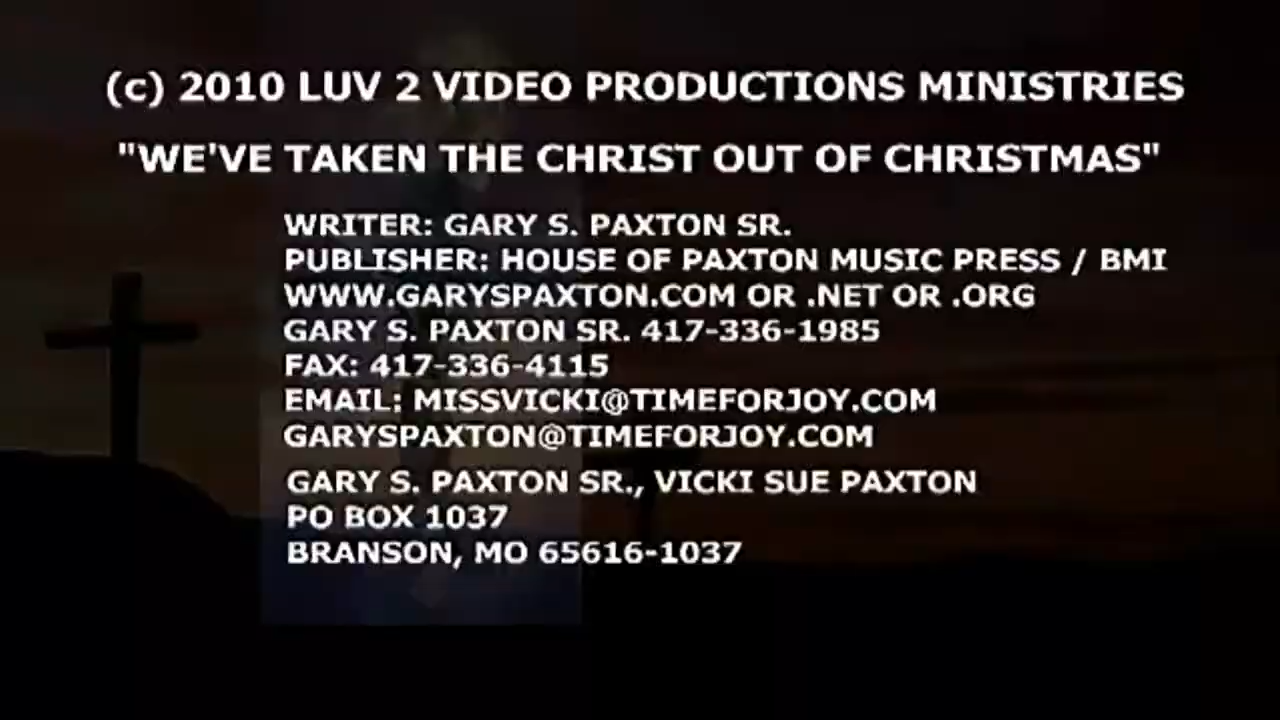 (c) 2010 LUV 2 VIDEO PRODUCTIONS MINISTRIES
"WE'VE TAKEN THE CHRIST OUT OF CHRISTMAS"
WRITER: GARY S. PAXTON SR.
PUBLISHER: HOUSE OF PAXTON MUSIC PRESS / BMI
WWW.GARYSPAXTON.COM OR .NET OR .ORG
GARY S. PAXTON SR. 417-336-1985
FAX: 417-336-4115
EMAIL: MISSVICKI@TIMEFORJOY.COM
GARYSPAXTON@TIMEFORJOY.COM
GARY S. PAXTON SR., VICKI SUE PAXTON
PO BOX 1037
BRANSON, MO 65616-1037